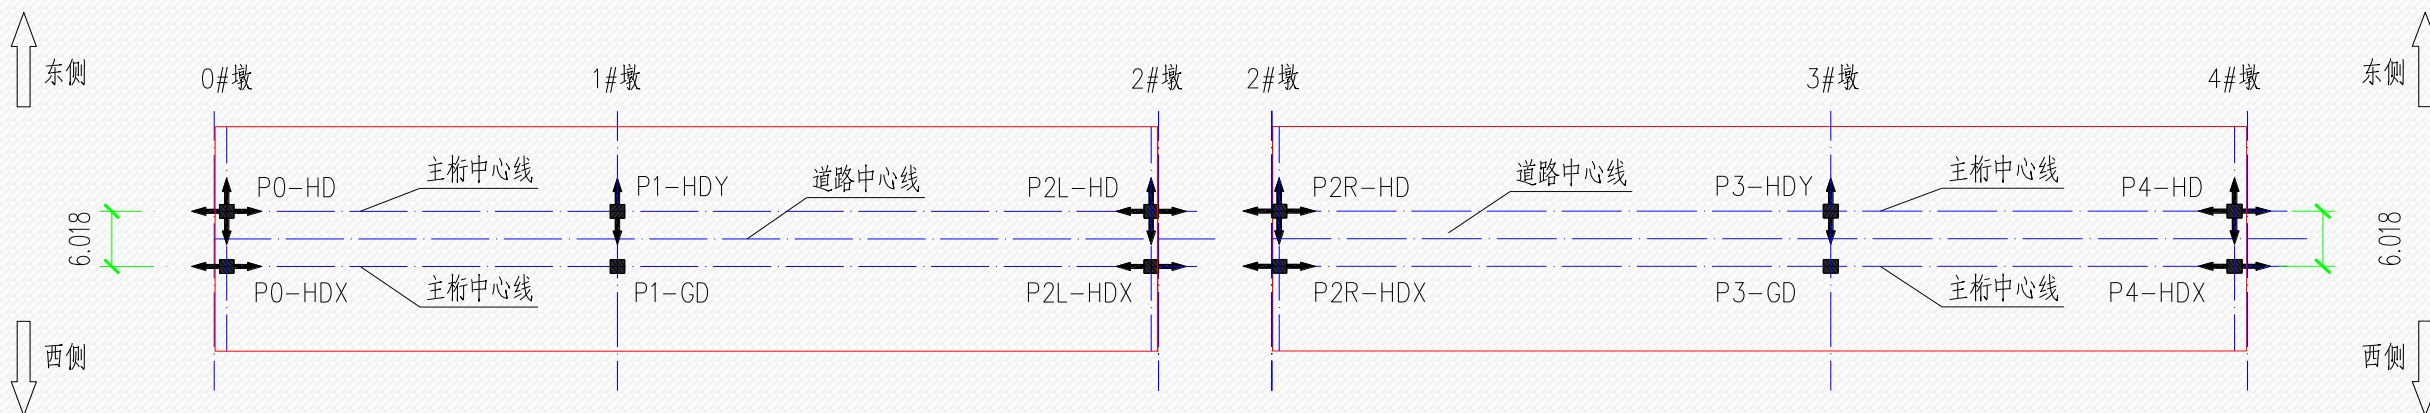 东侧
东侧
0#墩
1#墩
2#墩
2#墩
3#墩
4#墩
主桁中心线
道路中心线
道路中心线
主桁中心线
P0-HD
P1-HDY
P2L-HD
P2R-HD
P3-HDY
P4-HD
6.018
6.018
P0-HDX
主桁中心线
P1-GD
P2L-HDX
P2R-HDX
P3-GD
主桁中心线
P4-HDX
西侧
西侧